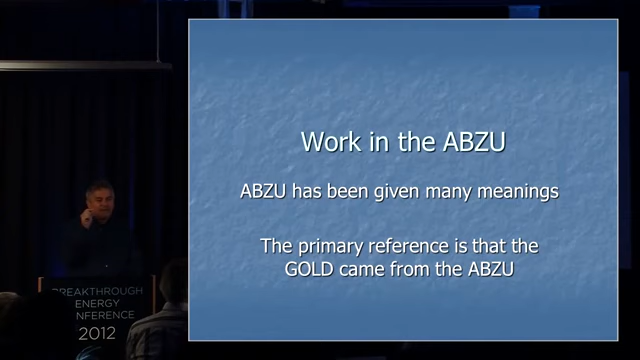 Work in the ABZU
ABZU has been given many meanings
The primary reference is that the
GOLD came from the ABZU
BREAKTHROUGH
ENERGY
2012